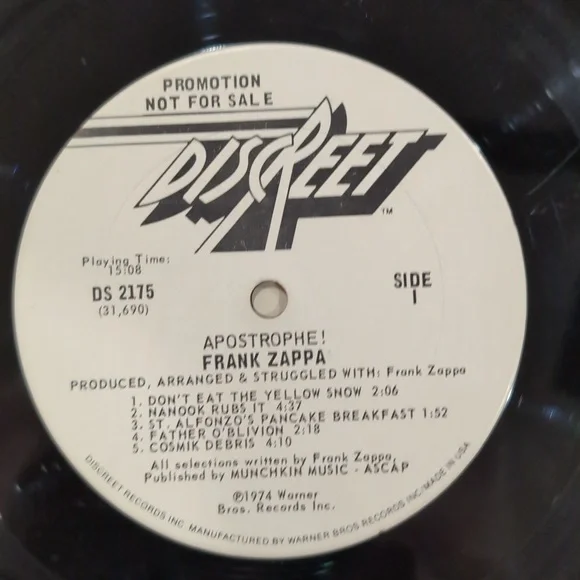 PROMOTION
NOT FOR SALE
DISCREET
TM
Playing Time:
15:08
DS 2175
(31,690)
SIDE
1
APOSTROPHE!
FRANK ZAPPA
PRODUCED, ARRANGED & STRUGGLED WITH: Frank Zappa
1. DON'T EAT THE YELLOW SNOW 2:06
2. NANOOK RUBS IT 4:37
3. ST. ALFONZO'S PANCAKE BREAKFAST 1:52
4. FATHER O'BLIVION 2:18
5. COSMIK DEBRIS 4:10
All selections written by Frank Zappa,
Published by MUNCHKIN MUSIC - ASCAP
℗1974 Warner
Bros. Records Inc.
DISCREET RECORDS INC. MANUFACTURED BY WARNER BROS RECORDS INC/MADE IN USA